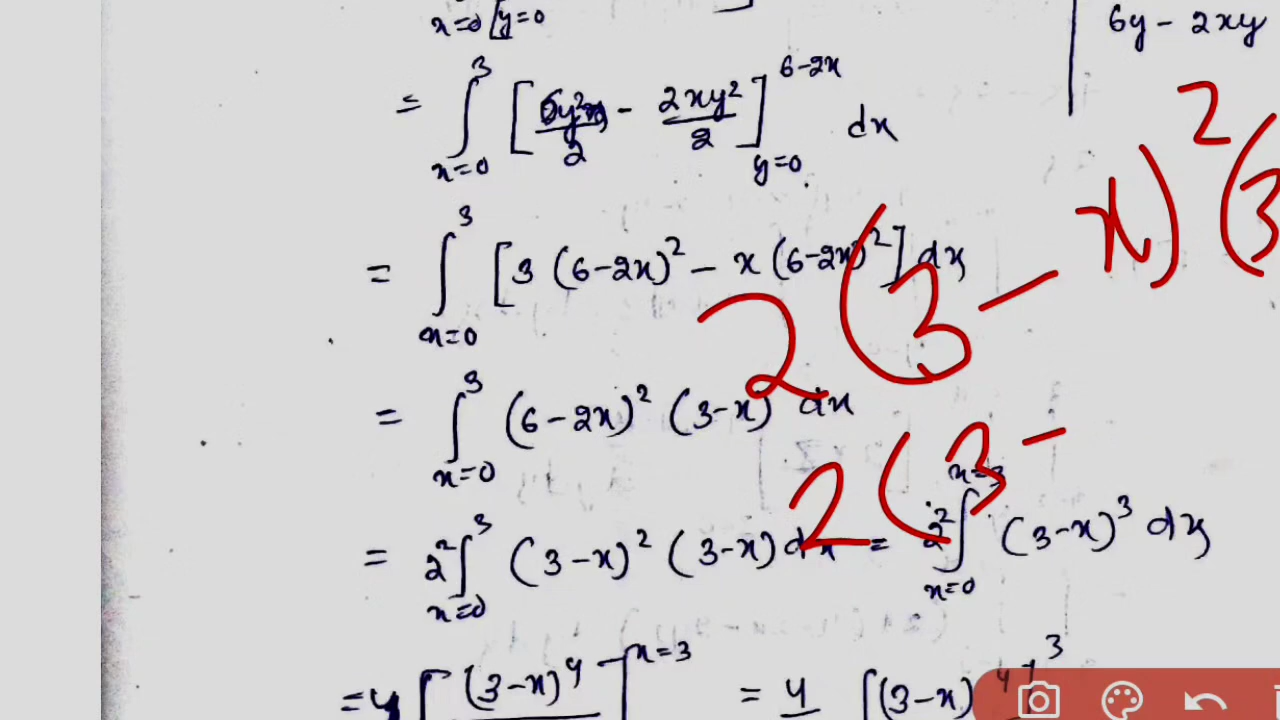 x=0 [y=0
6y - 2xy
= ∫_{x=0}^{3} [ 6y²/2 - 2xy²/2 ]_{y=0}^{6-2x} dx
= ∫_{x=0}^{3} [3 (6-2x)² - x (6-2x)²] dx
2(3-x)²(3
= ∫_{x=0}^{3} (6-2x)² (3-x) dx
2(3-
= 2² ∫_{x=0}^{3} (3-x)² (3-x) dx = 2² ∫_{x=0}^{x=3} (3-x)³ dx
= 4 [ (3-x)⁴ ]^{x=3} = 4 [(3-x)⁴]³